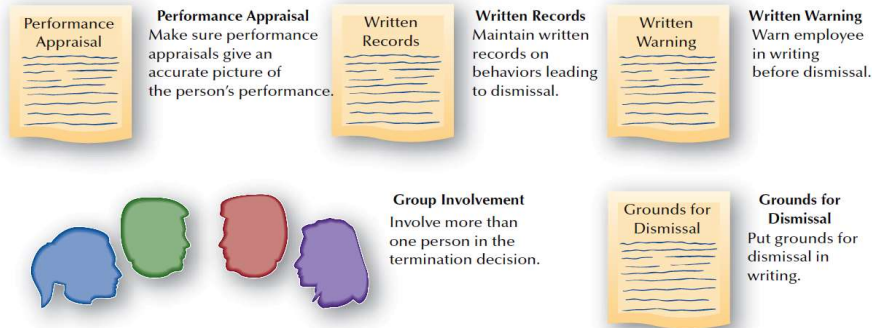 Performance
Appraisal
Performance Appraisal
Make sure performance
appraisals give an
accurate picture of
the person's performance.
Written
Records
Written Records
Maintain written
records on
behaviors leading
to dismissal.
Written
Warning
Written Warning
Warn employee
in writing
before dismissal.
Group Involvement
Involve more than
one person in the
termination decision.
Grounds for
Dismissal
Grounds for
Dismissal
Put grounds for
dismissal in
writing.